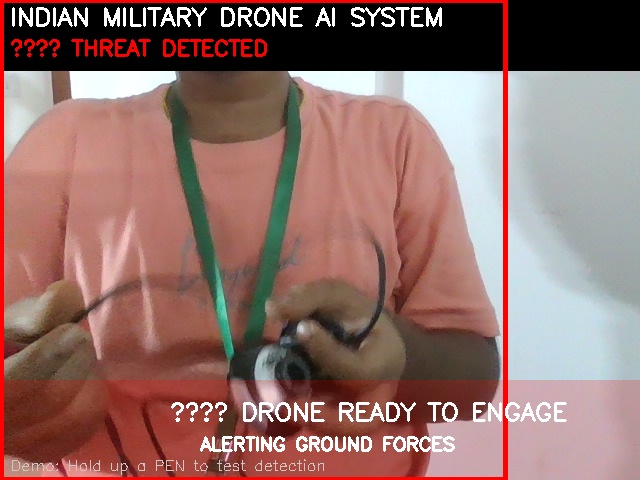 INDIAN MILITARY DRONE AI SYSTEM
???? THREAT DETECTED
???? DRONE READY TO ENGAGE
ALERTING GROUND FORCES
Demo: Hold up a PEN to test detection